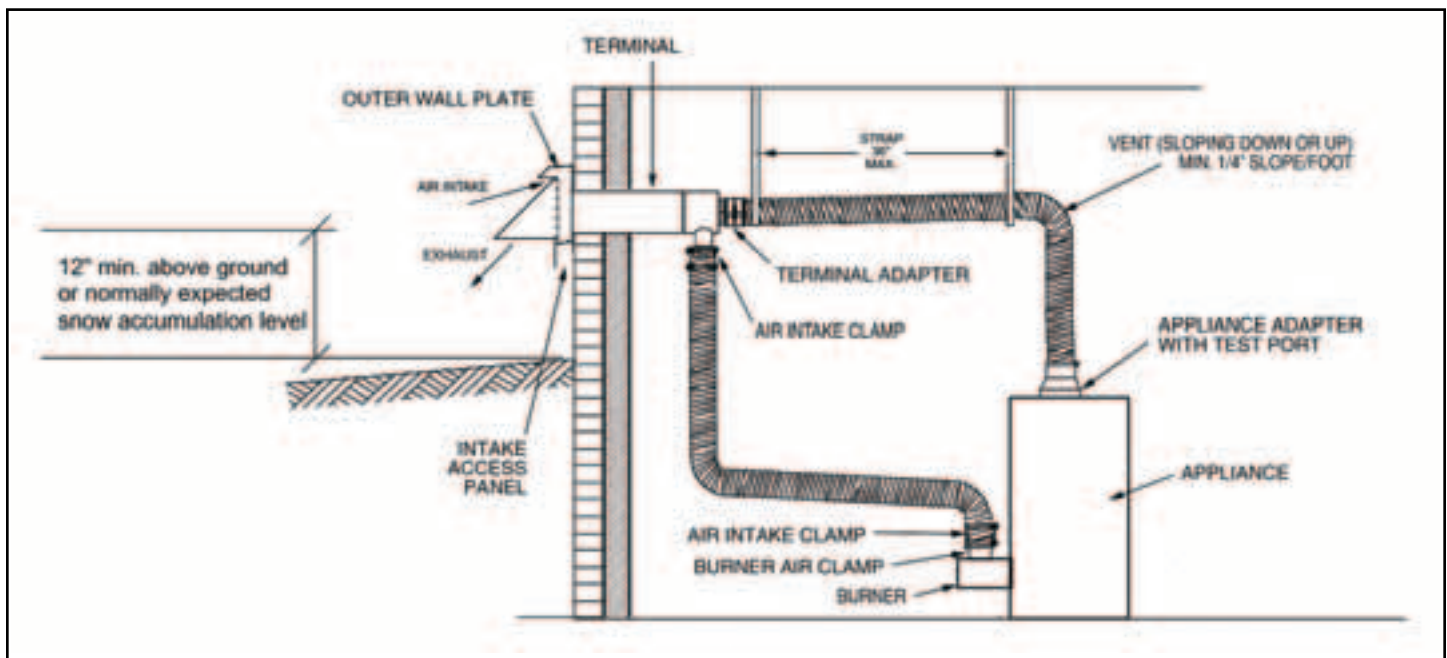 TERMINAL
OUTER WALL PLATE
STRAP
36"
MAX.
VENT (SLOPING DOWN OR UP)
MIN. 1/4" SLOPE/FOOT
AIR INTAKE
EXHAUST
12" min. above ground
or normally expected
snow accumulation level
TERMINAL ADAPTER
AIR INTAKE CLAMP
APPLIANCE ADAPTER
WITH TEST PORT
INTAKE
ACCESS
PANEL
APPLIANCE
AIR INTAKE CLAMP
BURNER AIR CLAMP
BURNER